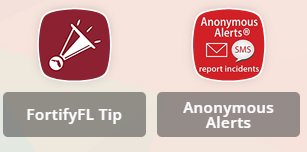 Anonymous
Alerts®
SMS
report incidents
FortifyFL Tip
Anonymous
Alerts